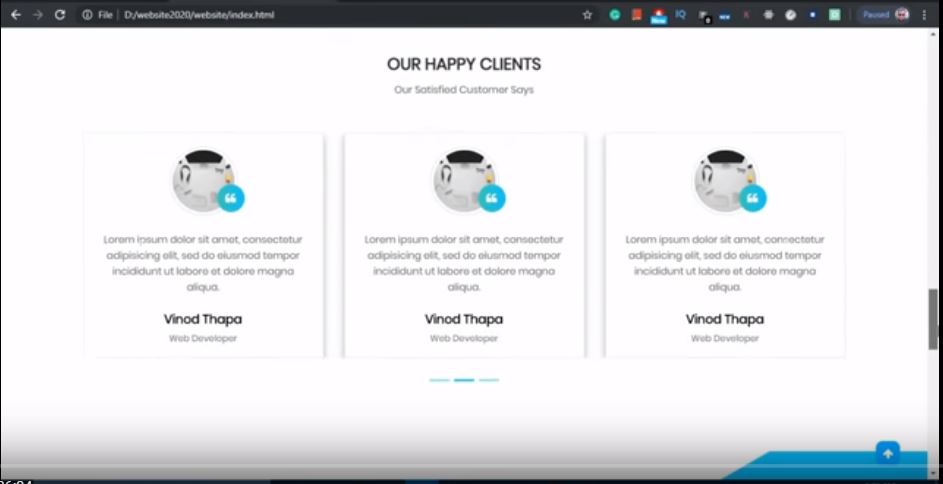 File | D:/website2020/website/index.html
Paused
OUR HAPPY CLIENTS
Our Satisfied Customer Says
Lorem ipsum dolor sit amet, consectetur
adipisicing elit, sed do eiusmod tempor
incididunt ut labore et dolore magna
aliqua.
Vinod Thapa
Web Developer
Lorem ipsum dolor sit amet, consectetur
adipisicing elit, sed do eiusmod tempor
incididunt ut labore et dolore magna
aliqua.
Vinod Thapa
Web Developer
Lorem ipsum dolor sit amet, consectetur
adipisicing elit, sed do eiusmod tempor
incididunt ut labore et dolore magna
aliqua.
Vinod Thapa
Web Developer